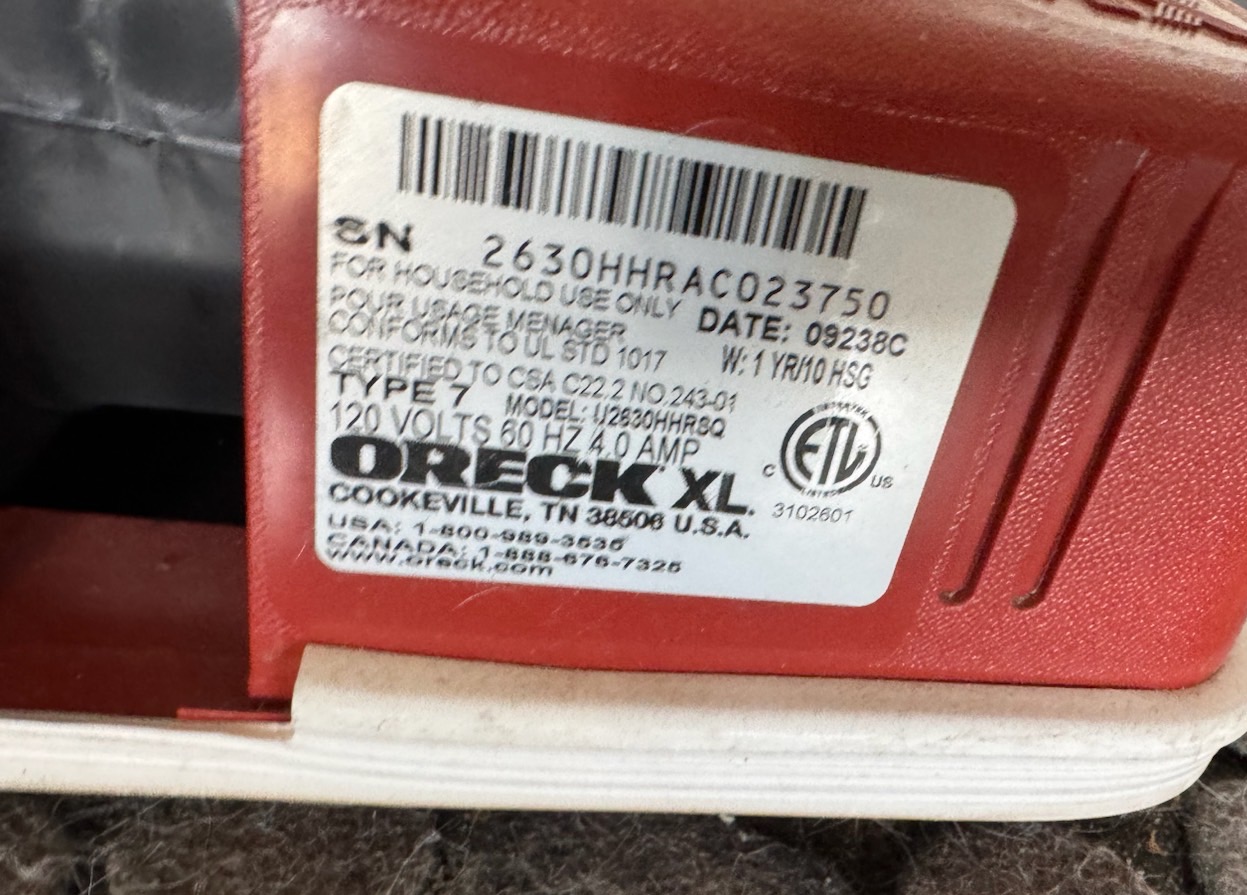 SN 2630HHRAC023750
FOR HOUSEHOLD USE ONLY DATE: 09238C
POUR USAGE MENAGER
CONFORMS TO UL STD 1017 W: 1 YR/10 HSG
CERTIFIED TO CSA C22.2 NO.243-01
TYPE 7 MODEL: U2630HHRSQ
120 VOLTS 60 HZ 4.0 AMP
ORECK XL.
C ETL US
COOKEVILLE, TN 38506 U.S.A. 3102601
USA: 1-800-989-3535
CANADA: 1-888-676-7325
www.oreck.com